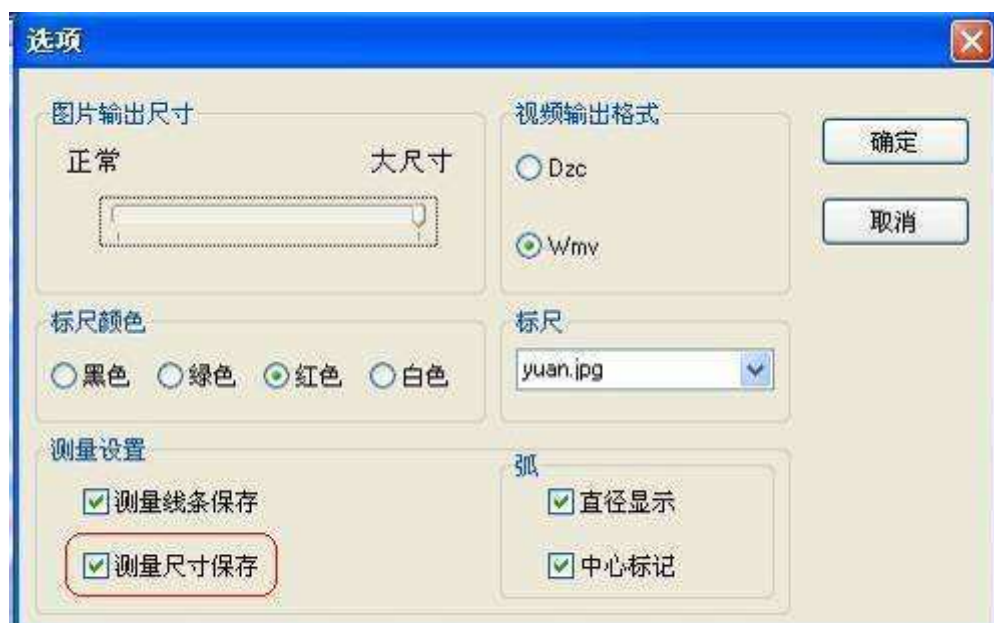 选项
图片输出尺寸
正常 大尺寸
视频输出格式
Dzc
Wmv
确定
取消
标尺颜色
黑色 绿色 红色 白色
标尺
yuan.jpg
测量设置
测量线条保存
测量尺寸保存
弧
直径显示
中心标记